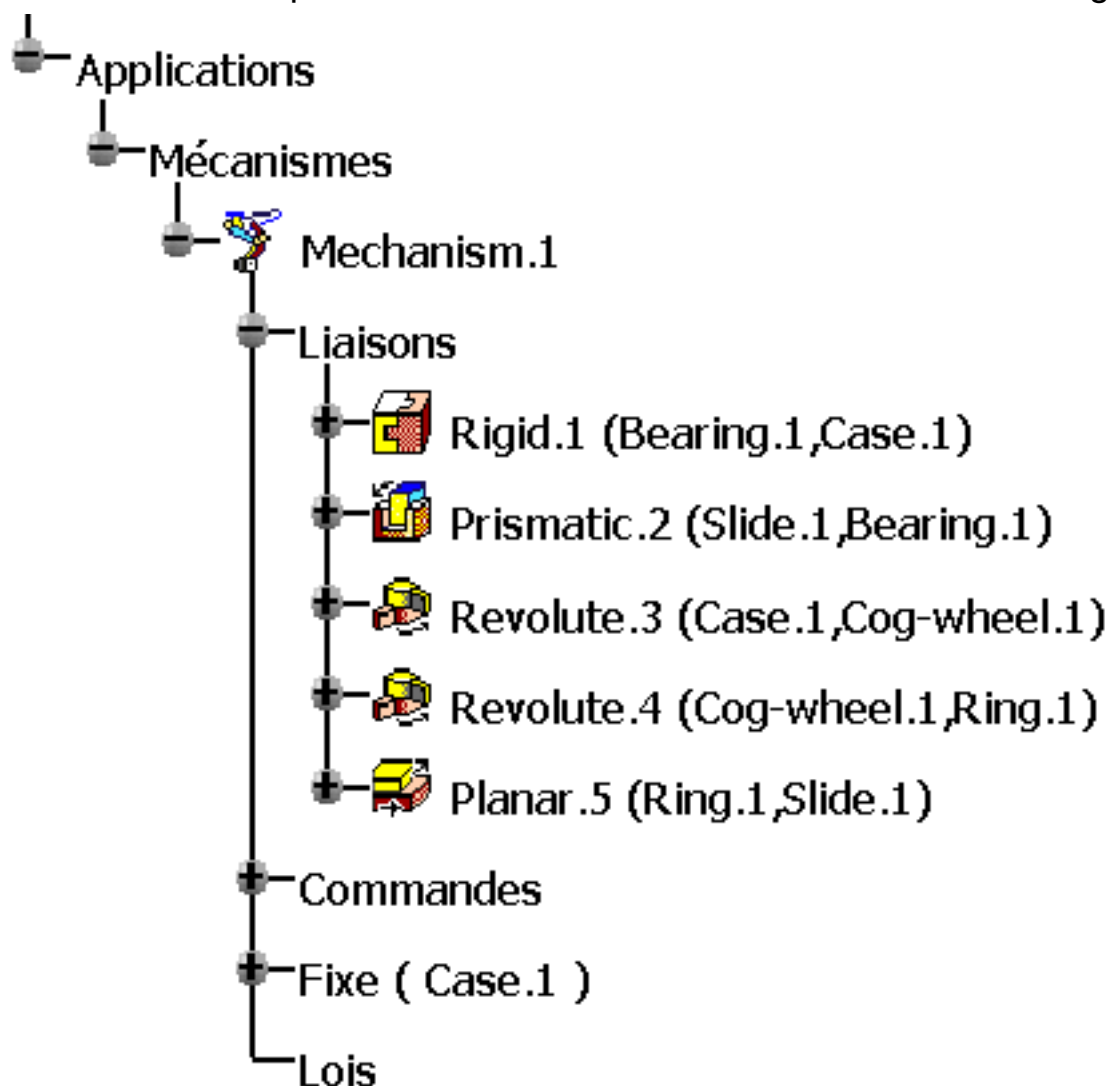 Applications
Mécanismes
Mechanism.1
Liaisons
Rigid.1 (Bearing.1,Case.1)
Prismatic.2 (Slide.1,Bearing.1)
Revolute.3 (Case.1,Cog-wheel.1)
Revolute.4 (Cog-wheel.1,Ring.1)
Planar.5 (Ring.1,Slide.1)
Commandes
Fixe ( Case.1 )
Lois